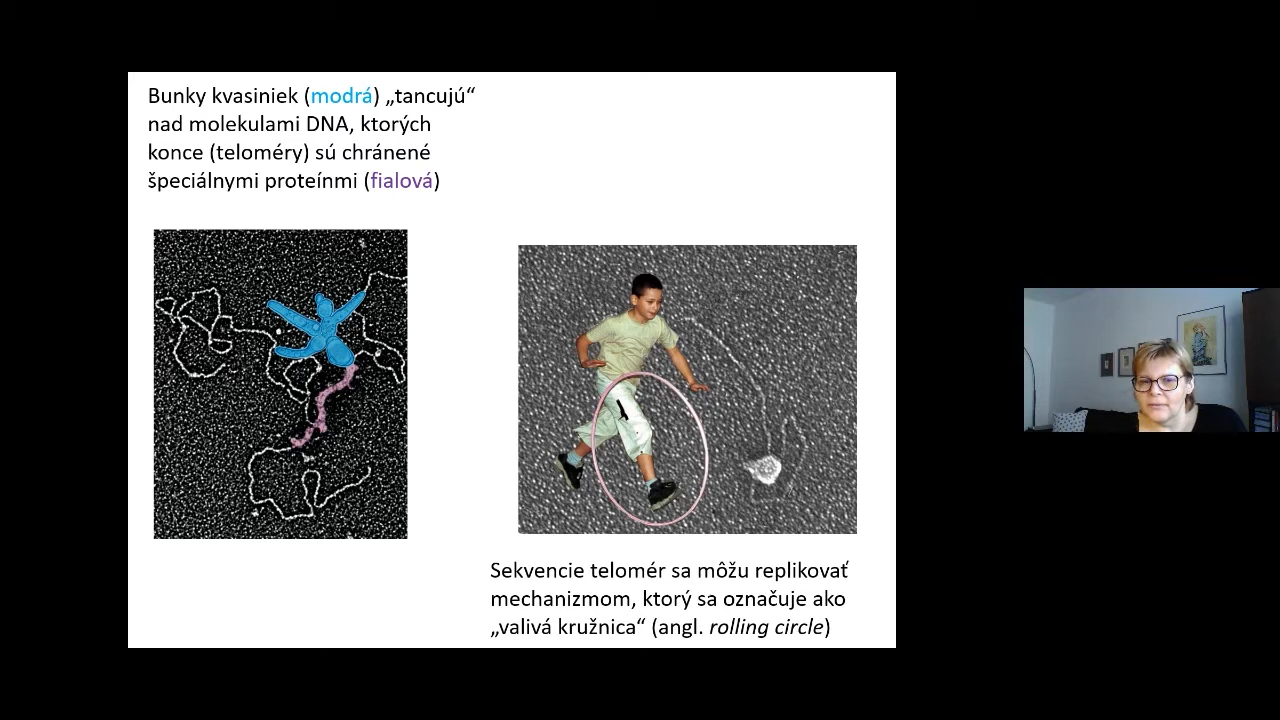 Bunky kvasiniek (modrá) „tancujú“
nad molekulami DNA, ktorých
konce (teloméry) sú chránené
špeciálnymi proteínmi (fialová)
Sekvencie telomér sa môžu replikovať
mechanizmom, ktorý sa označuje ako
„valivá kružnica“ (angl. rolling circle)